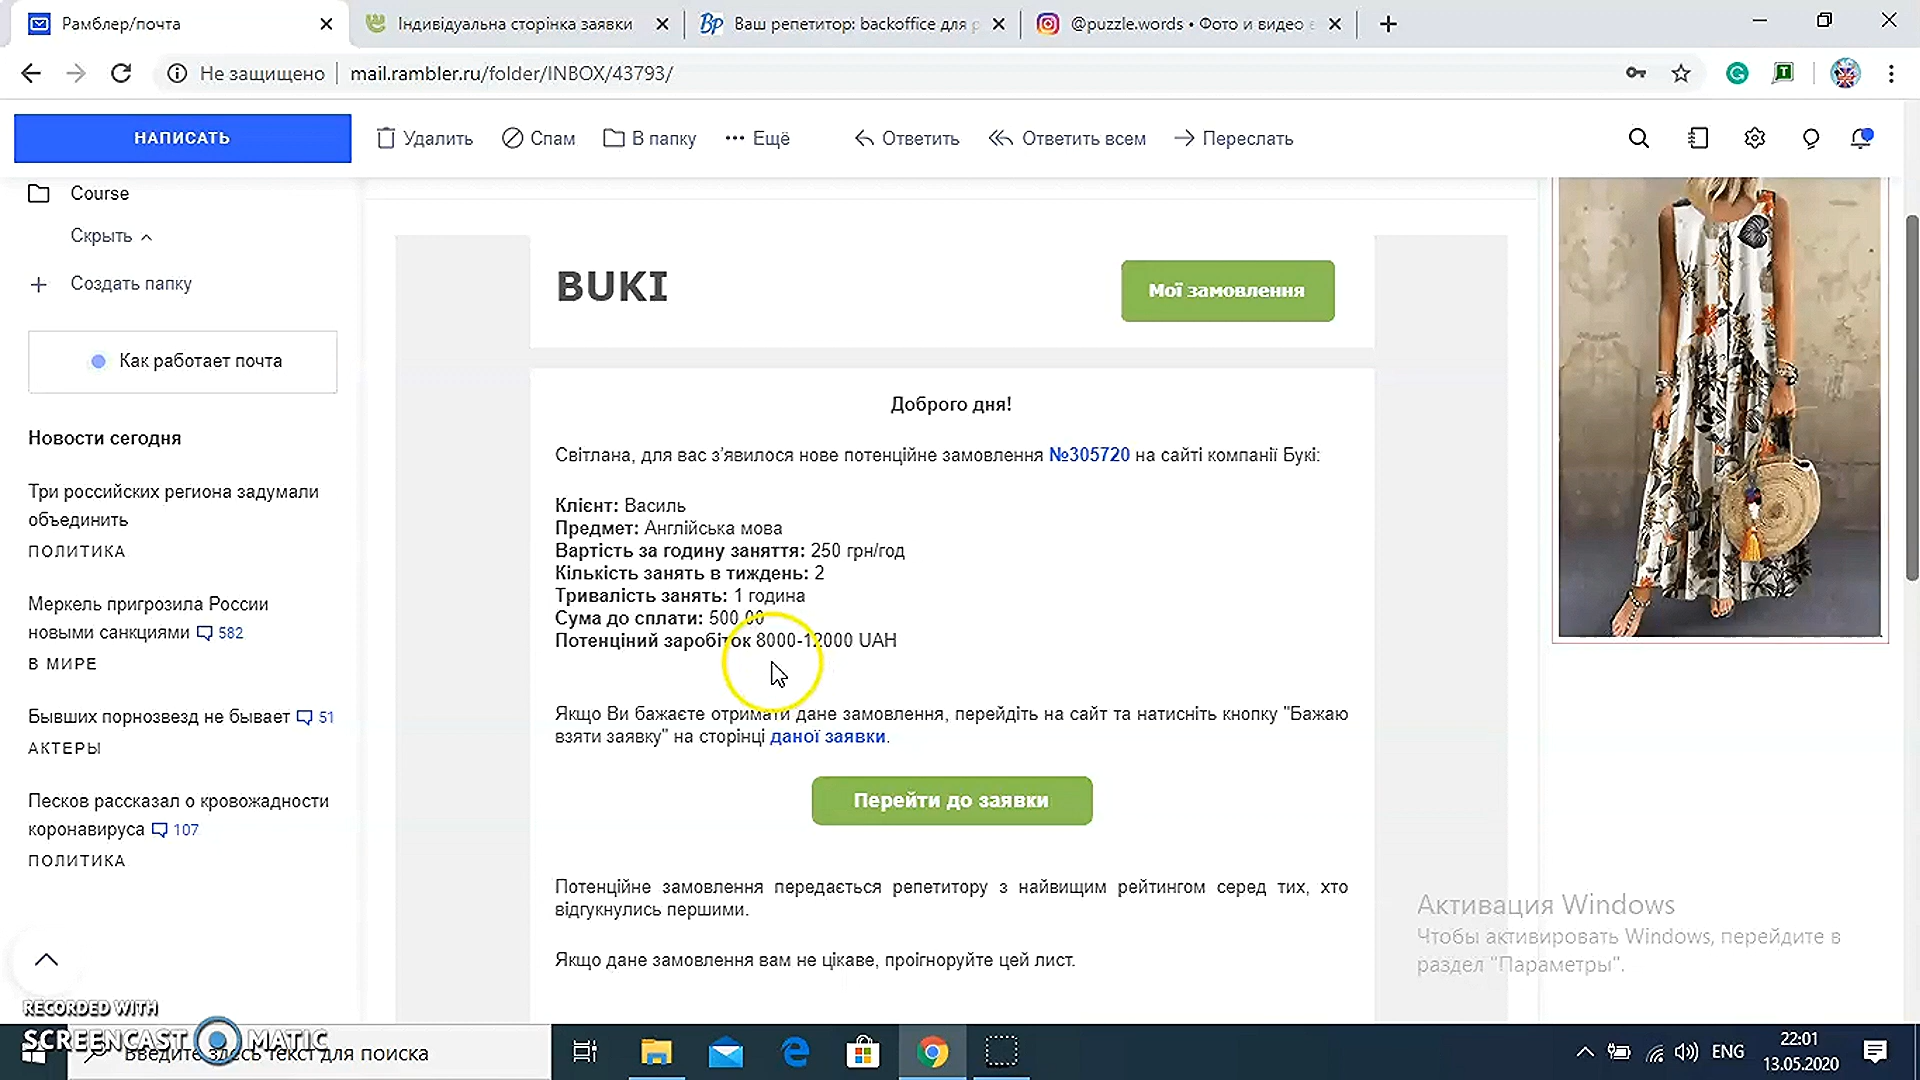 Рамблер/почта
Індивідуальна сторінка заявки
Bp Ваш репетитор: backoffice для р
@puzzle.words • Фото и видео
Не защищено
mail.rambler.ru/folder/INBOX/43793/
НАПИСАТЬ
Удалить
Спам
В папку
Ещё
Ответить
Ответить всем
Переслать
Course
Скрыть
Создать папку
Как работает почта
Новости сегодня
Три российских региона задумали
объединить
ПОЛИТИКА
Меркель пригрозила России
новыми санкциями 582
В МИРЕ
Бывших порнозвезд не бывает 51
АКТЕРЫ
Песков рассказал о кровожадности
коронавируса 107
ПОЛИТИКА
BUKI
Мої замовлення
Доброго дня!
Світлана, для вас з'явилося нове потенційне замовлення №305720 на сайті компанії Букі:
Клієнт: Василь
Предмет: Англійська мова
Вартість за годину заняття: 250 грн/год
Кількість занять в тиждень: 2
Тривалість занять: 1 година
Сума до сплати: 500.00
Потенціний заробіток 8000-12000 UAH
Якщо Ви бажаєте отримати дане замовлення, перейдіть на сайт та натисніть кнопку "Бажаю
взяти заявку" на сторінці даної заявки.
Перейти до заявки
Потенційне замовлення передається репетитору з найвищим рейтингом серед тих, хто
відгукнулись першими.
Якщо дане замовлення вам не цікаве, проігноруйте цей лист.
Активация Windows
Чтобы активировать Windows, перейдите в
раздел "Параметры".
RECORDED WITH
SCREENCAST MATIC
Введите здесь текст для поиска
ENG
22:01
13.05.2020